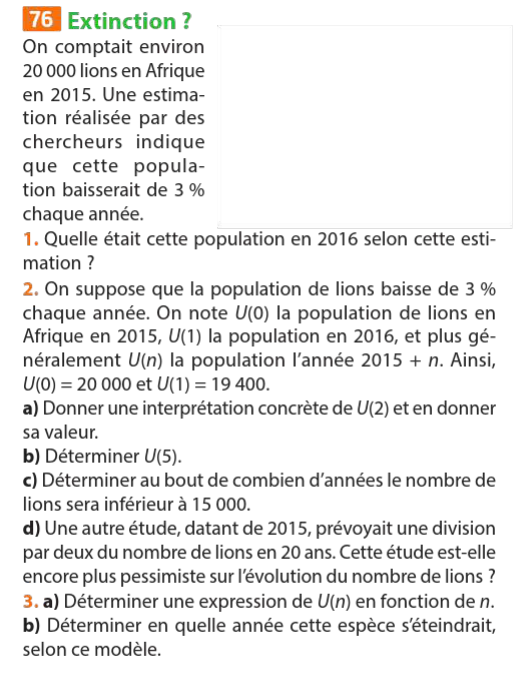 76 Extinction ?
On comptait environ
20 000 lions en Afrique
en 2015. Une estima-
tion réalisée par des
chercheurs indique
que cette popula-
tion baisserait de 3 %
chaque année.
1. Quelle était cette population en 2016 selon cette esti-
mation ?
2. On suppose que la population de lions baisse de 3 %
chaque année. On note U(0) la population de lions en
Afrique en 2015, U(1) la population en 2016, et plus gé-
néralement U(n) la population l'année 2015 + n. Ainsi,
U(0) = 20 000 et U(1) = 19 400.
a) Donner une interprétation concrète de U(2) et en donner
sa valeur.
b) Déterminer U(5).
c) Déterminer au bout de combien d'années le nombre de
lions sera inférieur à 15 000.
d) Une autre étude, datant de 2015, prévoyait une division
par deux du nombre de lions en 20 ans. Cette étude est-elle
encore plus pessimiste sur l'évolution du nombre de lions ?
3. a) Déterminer une expression de U(n) en fonction de n.
b) Déterminer en quelle année cette espèce s'éteindrait,
selon ce modèle.